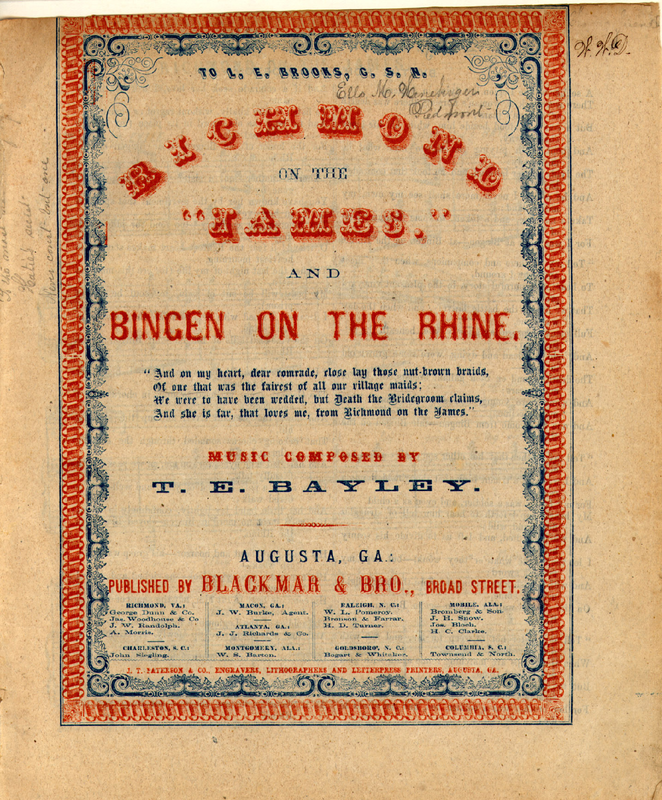 W. W. D.
TO L. E. BROOKS, C. S. N.
Ella M.
Piedmont
RICHMOND
ON THE
"JAMES."
AND
BINGEN ON THE RHINE.
"And on my heart, dear comrade, close lay those nut-brown braids,
Of one that was the fairest of all our village maids;
We were to have been wedded, but Death the Bridegroom claims,
And she is far, that loves me, from Richmond on the James."
MUSIC COMPOSED BY
T. E. BAYLEY.
AUGUSTA, GA.:
PUBLISHED BY BLACKMAR & BRO., BROAD STREET.
RICHMOND, VA.:
George Dunn & Co.
Jas. Woodhouse & Co
J. W. Randolph.
A. Morris.
CHARLESTON, S. C.:
John Siegling.
MACON, GA.:
J. W. Burke, Agent.
ATLANTA, GA.:
J. J. Richards & Co.
MONTGOMERY, ALA.:
W. S. Barton.
RALEIGH, N. C.:
W. L. Pomeroy.
Branson & Farrar.
H. D. Turner.
GOLDSBORO', N. C.:
Bogart & Whitaker.
MOBILE, ALA.:
Bromberg & Son.
J. H. Snow.
Jos. Bloch.
H. C. Clarke.
COLUMBIA, S. C.:
Townsend & North.
J. T. PATERSON & CO., ENGRAVERS, LITHOGRAPHERS AND LETTERPRESS PRINTERS, AUGUSTA, GA.